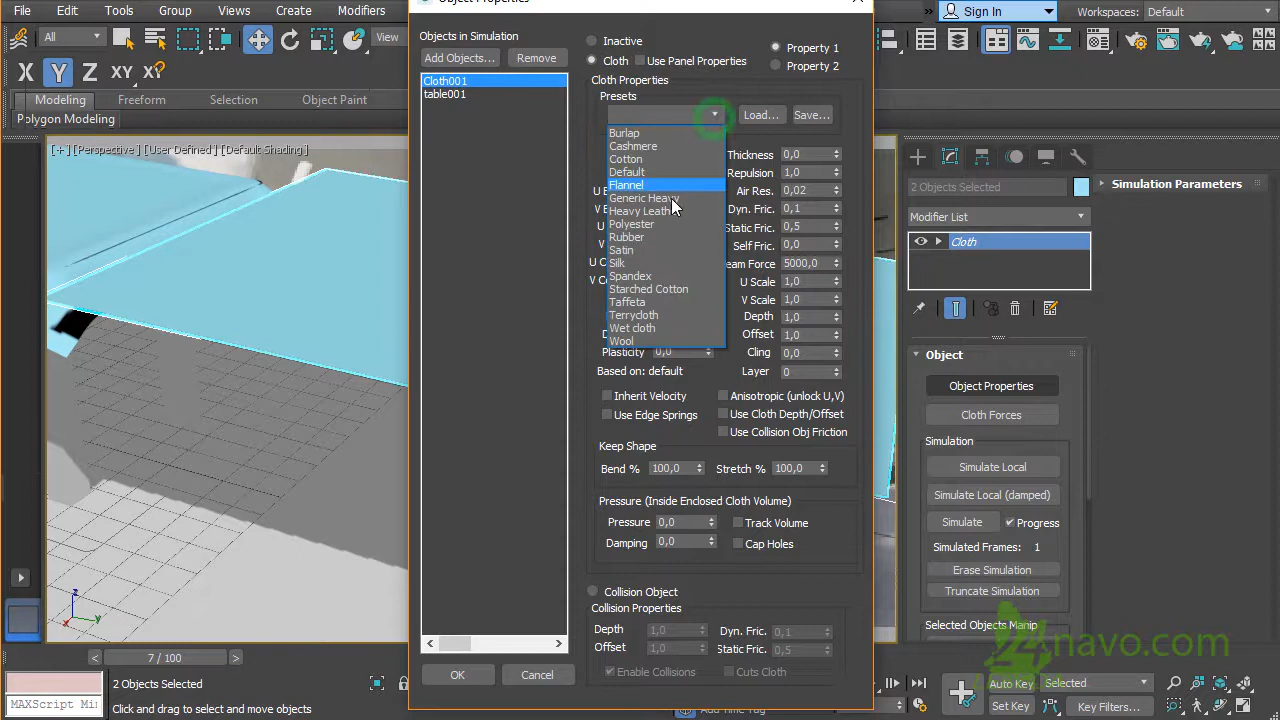 File Edit Tools Group Views Create Modifiers
Object Properties
Sign In Workspaces: Default
All View
X Y Z XY XY
Modeling Freeform Selection Object Paint
Polygon Modeling
[+] [Perspective] [User Defined] [Default Shading]
Objects in Simulation
Add Objects... Remove
Cloth001
table001
Inactive
Cloth Use Panel Properties
Property 1
Property 2
Cloth Properties
Presets
Load... Save...
Burlap
Cashmere
Cotton
Default
Flannel
Generic Heavy
Heavy Leath
Polyester
Rubber
Satin
Silk
Spandex
Starched Cotton
Taffeta
Terrycloth
Wet cloth
Wool
Thickness 0,0
Repulsion 1,0
Air Res. 0,02
Dyn. Fric. 0,1
Static Fric. 0,5
Self Fric. 0,0
eam Force 5000,0
U Scale 1,0
V Scale 1,0
Depth 1,0
Offset 1,0
Plasticity 0,0 Cling 0,0
Based on: default Layer 0
Inherit Velocity Anisotropic (unlock U,V)
Use Edge Springs Use Cloth Depth/Offset
Use Collision Obj Friction
Keep Shape
Bend % 100,0 Stretch % 100,0
Pressure (Inside Enclosed Cloth Volume)
Pressure 0,0 Track Volume
Damping 0,0 Cap Holes
Collision Object
Collision Properties
Depth 1,0 Dyn. Fric. 0,1
Offset 1,0 Static Fric. 0,5
Enable Collisions Cuts Cloth
OK Cancel
2 Objects Selected
Modifier List
Cloth
Simulation Parameters
Object
Object Properties
Cloth Forces
Simulation
Simulate Local
Simulate Local (damped)
Simulate Progress
Simulated Frames: 1
Erase Simulation
Truncate Simulation
Selected Objects Manip
navo.com
7 / 100
2 Objects Selected
MAXScript Mi
Click and drag to select and move objects
Add Time Tag
Auto Key Selected
Set Key Key Filters...